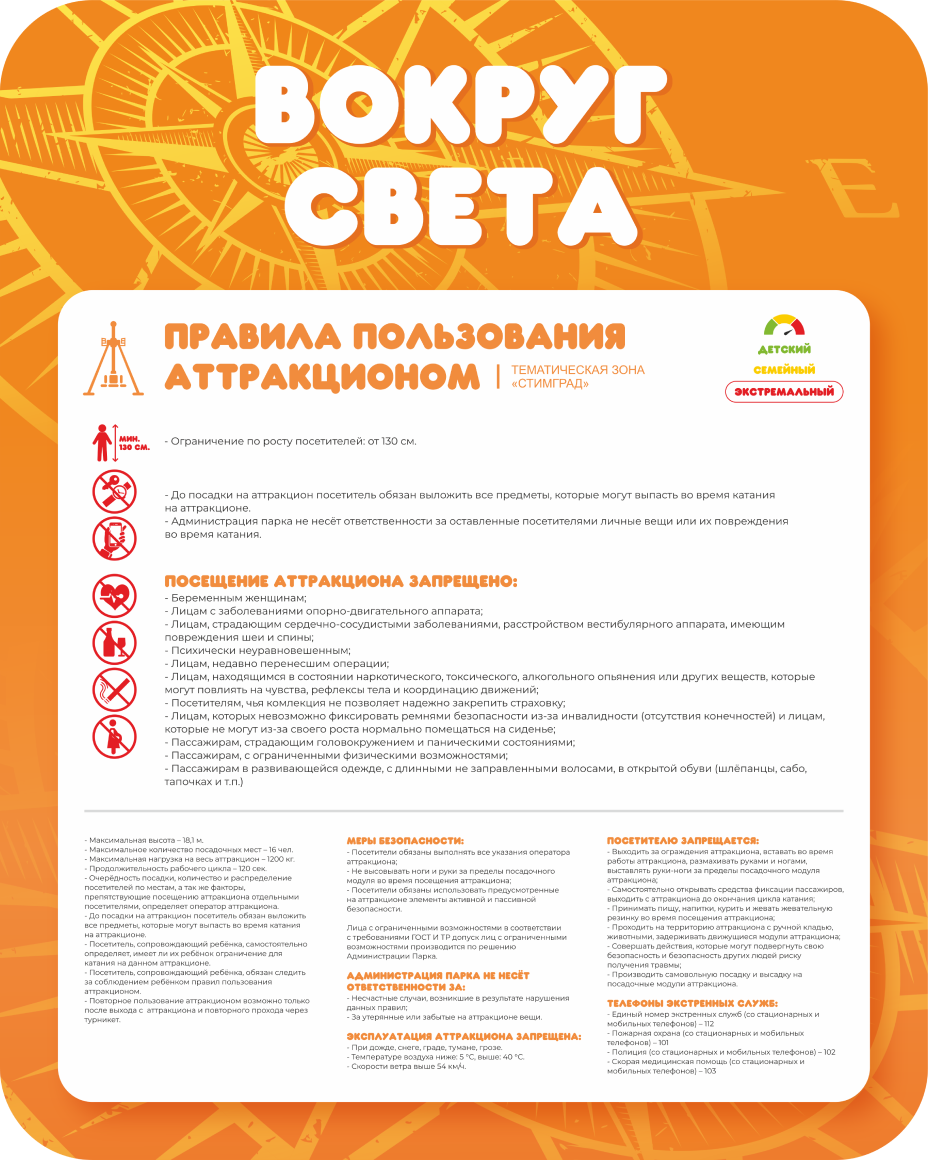 ВОКРУГ
СВЕТА
Е
ПРАВИЛА ПОЛЬЗОВАНИЯ
АТТРАКЦИОНОМ
ТЕМАТИЧЕСКАЯ ЗОНА
«СТИМГРАД»
ДЕТСКИЙ
СЕМЕЙНЫЙ
ЭКСТРЕМАЛЬНЫЙ
МИН.
130 СМ.
- Ограничение по росту посетителей: от 130 см.
- До посадки на аттракцион посетитель обязан выложить все предметы, которые могут выпасть во время катания
на аттракционе.
- Администрация парка не несёт ответственности за оставленные посетителями личные вещи или их повреждения
во время катания.
ПОСЕЩЕНИЕ АТТРАКЦИОНА ЗАПРЕЩЕНО:
- Беременным женщинам;
- Лицам с заболеваниями опорно-двигательного аппарата;
- Лицам, страдающим сердечно-сосудистыми заболеваниями, расстройством вестибулярного аппарата, имеющим
повреждения шеи и спины;
- Психически неуравновешенным;
- Лицам, недавно перенесшим операции;
- Лицам, находящимся в состоянии наркотического, токсического, алкогольного опьянения или других веществ, которые
могут повлиять на чувства, рефлексы тела и координацию движений;
- Посетителям, чья комлекция не позволяет надежно закрепить страховку;
- Лицам, которых невозможно фиксировать ремнями безопасности из-за инвалидности (отсутствия конечностей) и лицам,
которые не могут из-за своего роста нормально помещаться на сиденье;
- Пассажирам, страдающим головокружением и паническими состояниями;
- Пассажирам, с ограниченными физическими возможностями;
- Пассажирам в развивающейся одежде, с длинными не заправленными волосами, в открытой обуви (шлёпанцы, сабо,
тапочках и т.п.)
- Максимальная высота – 18,1 м.
- Максимальное количество посадочных мест – 16 чел.
- Максимальная нагрузка на весь аттракцион – 1200 кг.
- Продолжительность рабочего цикла – 120 сек.
- Очерёдность посадки, количество и распределение
посетителей по местам, а так же факторы,
препятствующие посещению аттракциона отдельными
посетителями, определяет оператор аттракциона.
- До посадки на аттракцион посетитель обязан выложить
все предметы, которые могут выпасть во время катания
на аттракционе.
- Посетитель, сопровождающий ребёнка, самостоятельно
определяет, имеет ли их ребёнок ограничение для
катания на данном аттракционе.
- Посетитель, сопровождающий ребёнка, обязан следить
за соблюдением ребёнком правил пользования
аттракционом.
- Повторное пользование аттракционом возможно только
после выхода с аттракциона и повторного прохода через
турникет.
МЕРЫ БЕЗОПАСНОСТИ:
- Посетители обязаны выполнять все указания оператора
аттракциона;
- Не высовывать ноги и руки за пределы посадочного
модуля во время посещения аттракциона;
- Посетители обязаны использовать предусмотренные
на аттракционе элементы активной и пассивной
безопасности.
Лица с ограниченными возможностями в соответствии
с требованиями ГОСТ И ТР допуск лиц с ограниченными
возможностями производится по решению
Администрации Парка.
АДМИНИСТРАЦИЯ ПАРКА НЕ НЕСЁТ
ОТВЕТСТВЕННОСТИ ЗА:
- Несчастные случаи, возникшие в результате нарушения
данных правил;
- За утерянные или забытые на аттракционе вещи.
ЭКСПЛУАТАЦИЯ АТТРАКЦИОНА ЗАПРЕЩЕНА:
- При дожде, снеге, граде, тумане, грозе.
- Температуре воздуха ниже: 5 °С, выше: 40 °С.
- Скорости ветра выше 54 км/ч.
ПОСЕТИТЕЛЮ ЗАПРЕЩАЕТСЯ:
- Выходить за ограждения аттракциона, вставать во время
работы аттракциона, размахивать руками и ногами,
выставлять руки-ноги за пределы посадочного модуля
аттракциона;
- Самостоятельно открывать средства фиксации пассажиров,
выходить с аттракциона до окончания цикла катания;
- Принимать пищу, напитки, курить и жевать жевательную
резинку во время посещения аттракциона;
- Проходить на территорию аттракциона с ручной кладью,
животными, задерживать движущиеся модули аттракциона;
- Совершать действия, которые могут подвергнуть свою
безопасность и безопасность других людей риску
получения травмы;
- Производить самовольную посадку и высадку на
посадочные модули аттракциона.
ТЕЛЕФОНЫ ЭКСТРЕННЫХ СЛУЖБ:
- Единый номер экстренных служб (со стационарных и
мобильных телефонов) – 112
- Пожарная охрана (со стационарных и мобильных
телефонов) – 101
- Полиция (со стационарных и мобильных телефонов) – 102
- Скорая медицинская помощь (со стационарных и
мобильных телефонов) – 103